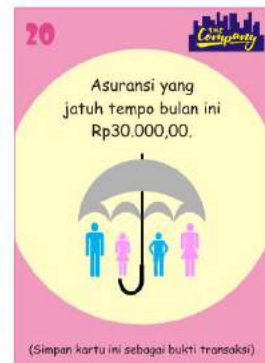 20
THE
Company
Asuransi yang
jatuh tempo bulan ini
Rp30.000,00.
(Simpan kartu ini sebagai bukti transaksi)